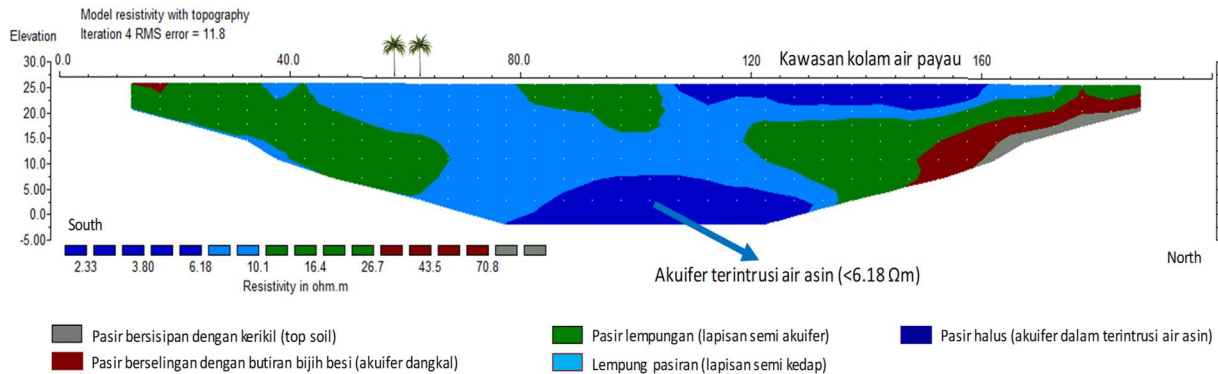 Model resistivity with topography
Iteration 4 RMS error = 11.8
Elevation
0.0 40.0 80.0 120 160
Kawasan kolam air payau
30.0
25.0
20.0
15.0
10.0
5.00
0.0
-5.00
South
North
2.33 3.80 6.18 10.1 16.4 26.7 43.5 70.8
Resistivity in ohm.m
Akuifer terintrusi air asin (<6.18 Ωm)
Pasir bersisipan dengan kerikil (top soil)
Pasir berselingan dengan butiran bijih besi (akuifer dangkal)
Pasir lempungan (lapisan semi akuifer)
Lempung pasiran (lapisan semi kedap)
Pasir halus (akuifer dalam terintrusi air asin)